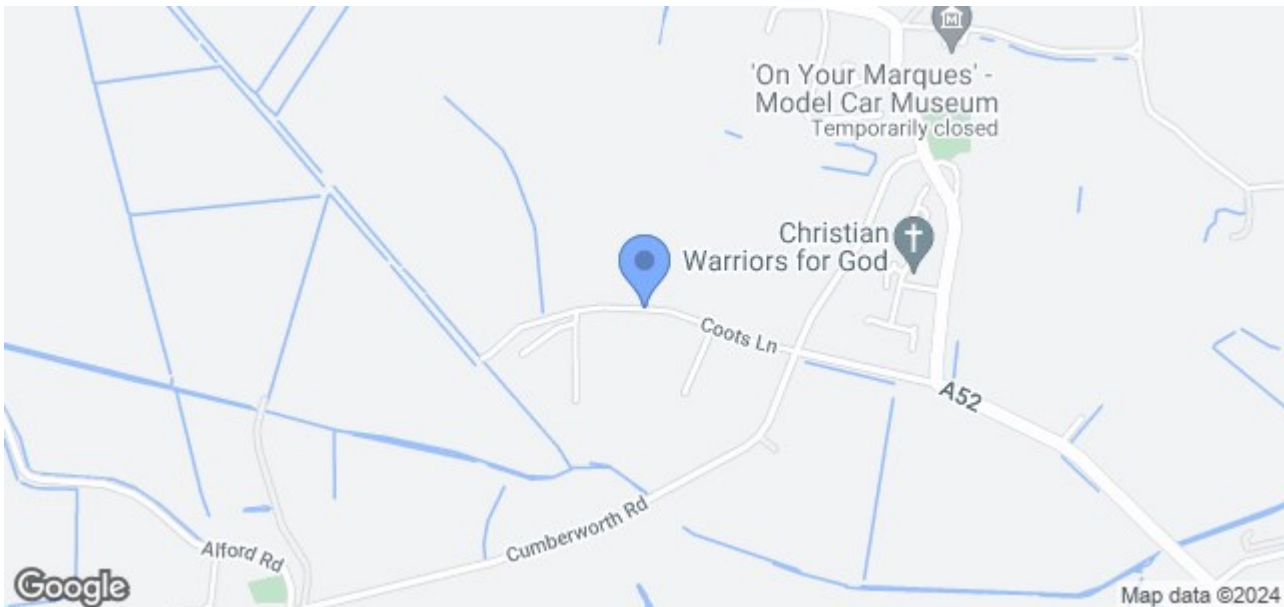 'On Your Marques' -
Model Car Museum
Temporarily closed
Christian
Warriors for God
Coots Ln
A52
Cumberworth Rd
Alford Rd
Google
Map data ©2024